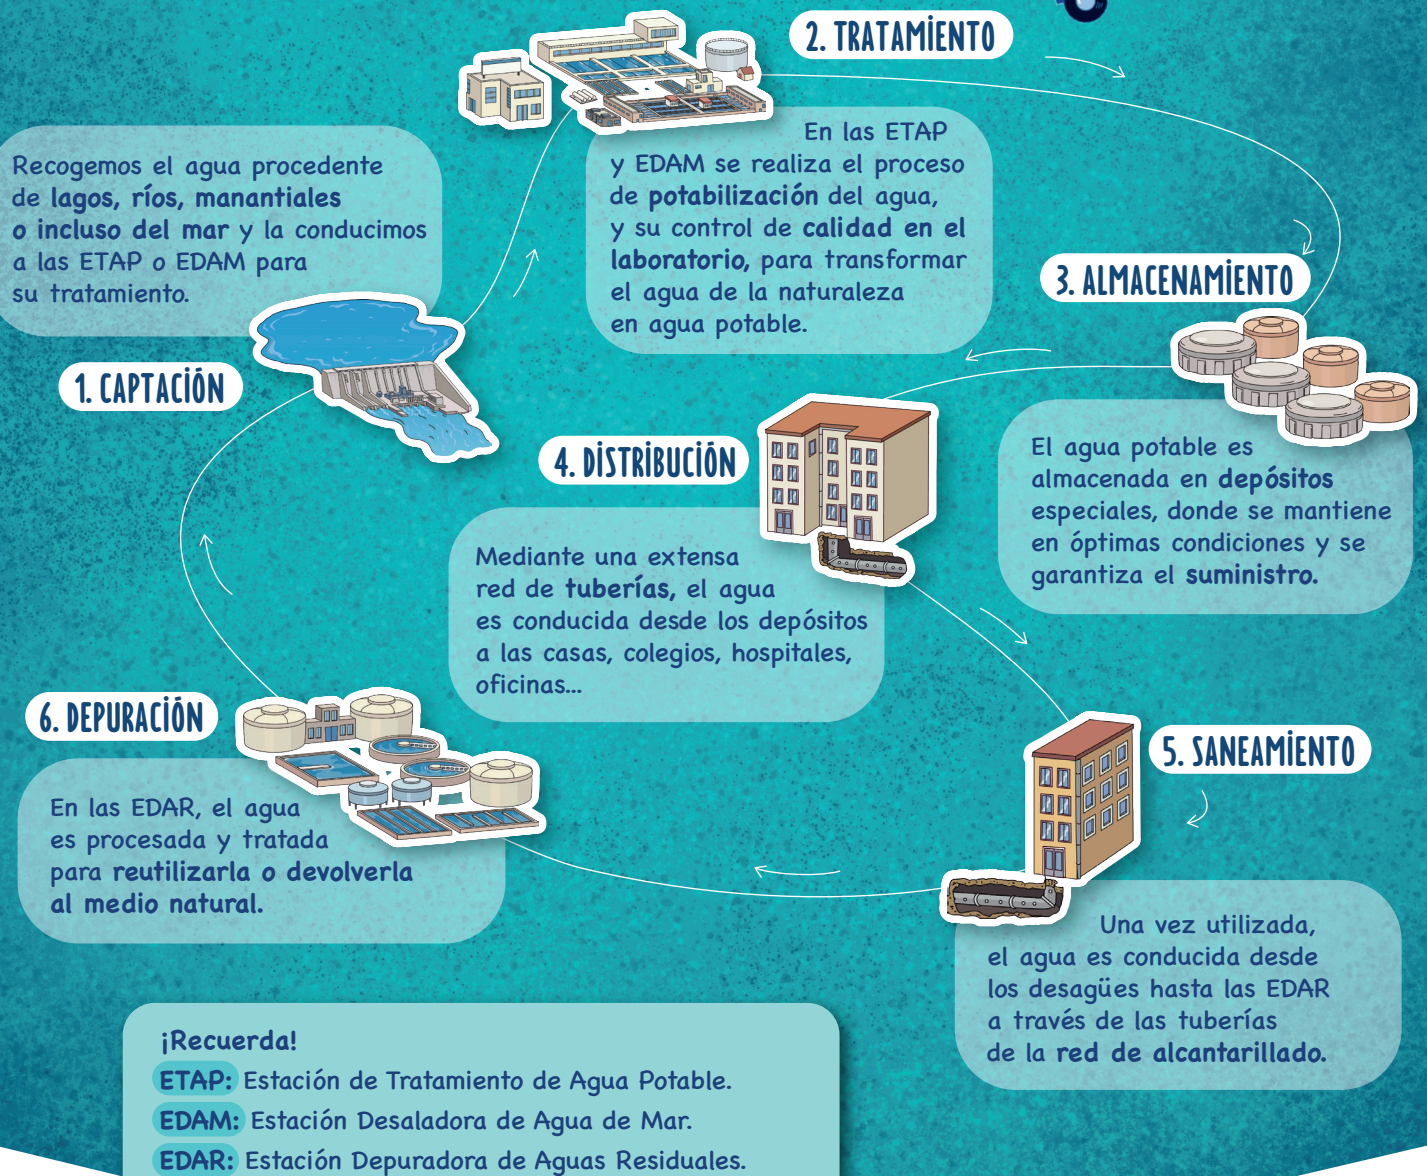 2. TRATAMIENTO
En las ETAP
y EDAM se realiza el proceso
de potabilización del agua,
y su control de calidad en el
laboratorio, para transformar
el agua de la naturaleza
en agua potable.
Recogemos el agua procedente
de lagos, ríos, manantiales
o incluso del mar y la conducimos
a las ETAP o EDAM para
su tratamiento.
1. CAPTACIÓN
3. ALMACENAMIENTO
El agua potable es
almacenada en depósitos
especiales, donde se mantiene
en óptimas condiciones y se
garantiza el suministro.
4. DISTRIBUCIÓN
Mediante una extensa
red de tuberías, el agua
es conducida desde los depósitos
a las casas, colegios, hospitales,
oficinas...
5. SANEAMIENTO
Una vez utilizada,
el agua es conducida desde
los desagües hasta las EDAR
a través de las tuberías
de la red de alcantarillado.
6. DEPURACIÓN
En las EDAR, el agua
es procesada y tratada
para reutilizarla o devolverla
al medio natural.
¡Recuerda!
ETAP: Estación de Tratamiento de Agua Potable.
EDAM: Estación Desaladora de Agua de Mar.
EDAR: Estación Depuradora de Aguas Residuales.